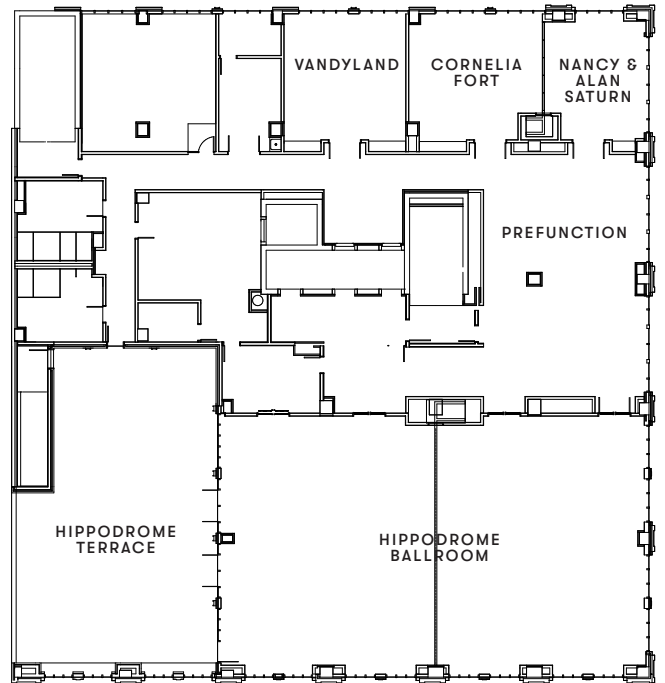 VANDYLAND
CORNELIA
FORT
NANCY &
ALAN
SATURN
PREFUNCTION
HIPPODROME
TERRACE
HIPPODROME
BALLROOM